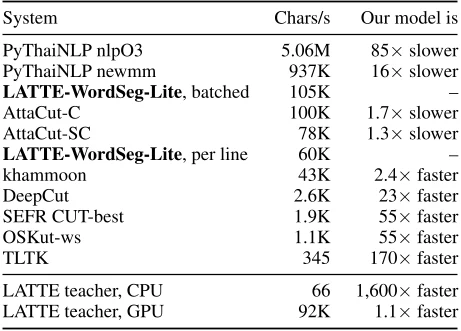 System Chars/s Our model is
PyThaiNLP nlpO3 5.06M 85× slower
PyThaiNLP newmm 937K 16× slower
LATTE-WordSeg-Lite, batched 105K –
AttaCut-C 100K 1.7× slower
AttaCut-SC 78K 1.3× slower
LATTE-WordSeg-Lite, per line 60K –
khammoon 43K 2.4× faster
DeepCut 2.6K 23× faster
SEFR CUT-best 1.9K 55× faster
OSKut-ws 1.1K 55× faster
TLTK 345 170× faster
LATTE teacher, CPU 66 1,600× faster
LATTE teacher, GPU 92K 1.1× faster